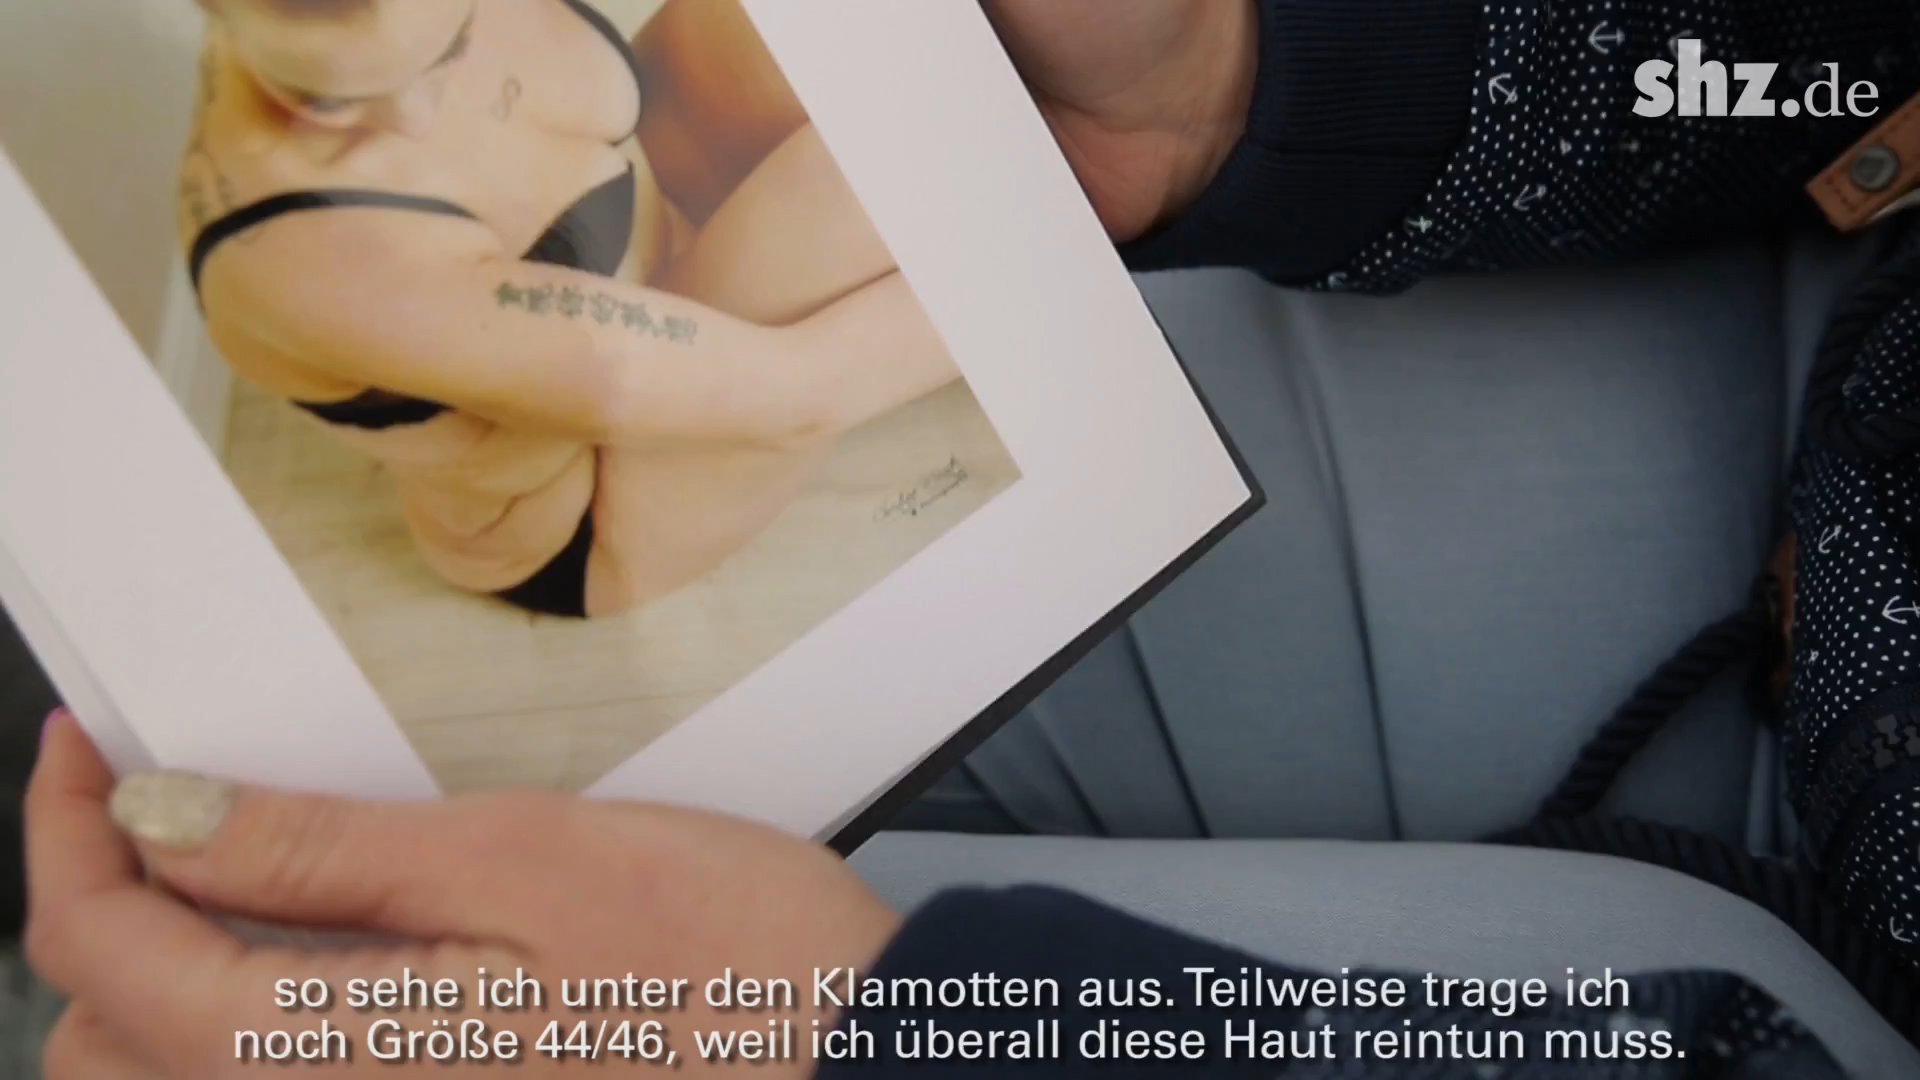 shz.de
so sehe ich unter den Klamotten aus. Teilweise trage ich
noch Größe 44/46, weil ich überall diese Haut reintun muss.